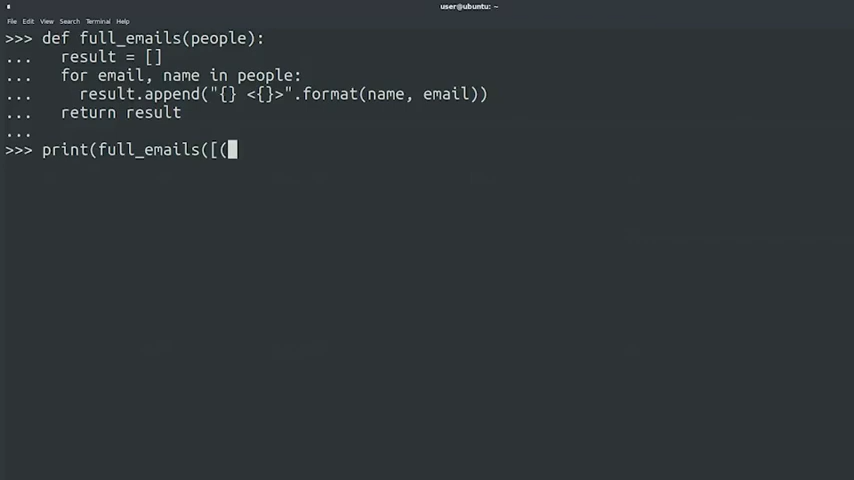 user@ubuntu: ~
File Edit View Search Terminal Help
>>> def full_emails(people):
...   result = []
...   for email, name in people:
...     result.append("{} <{}>".format(name, email))
...   return result
...
>>> print(full_emails([(